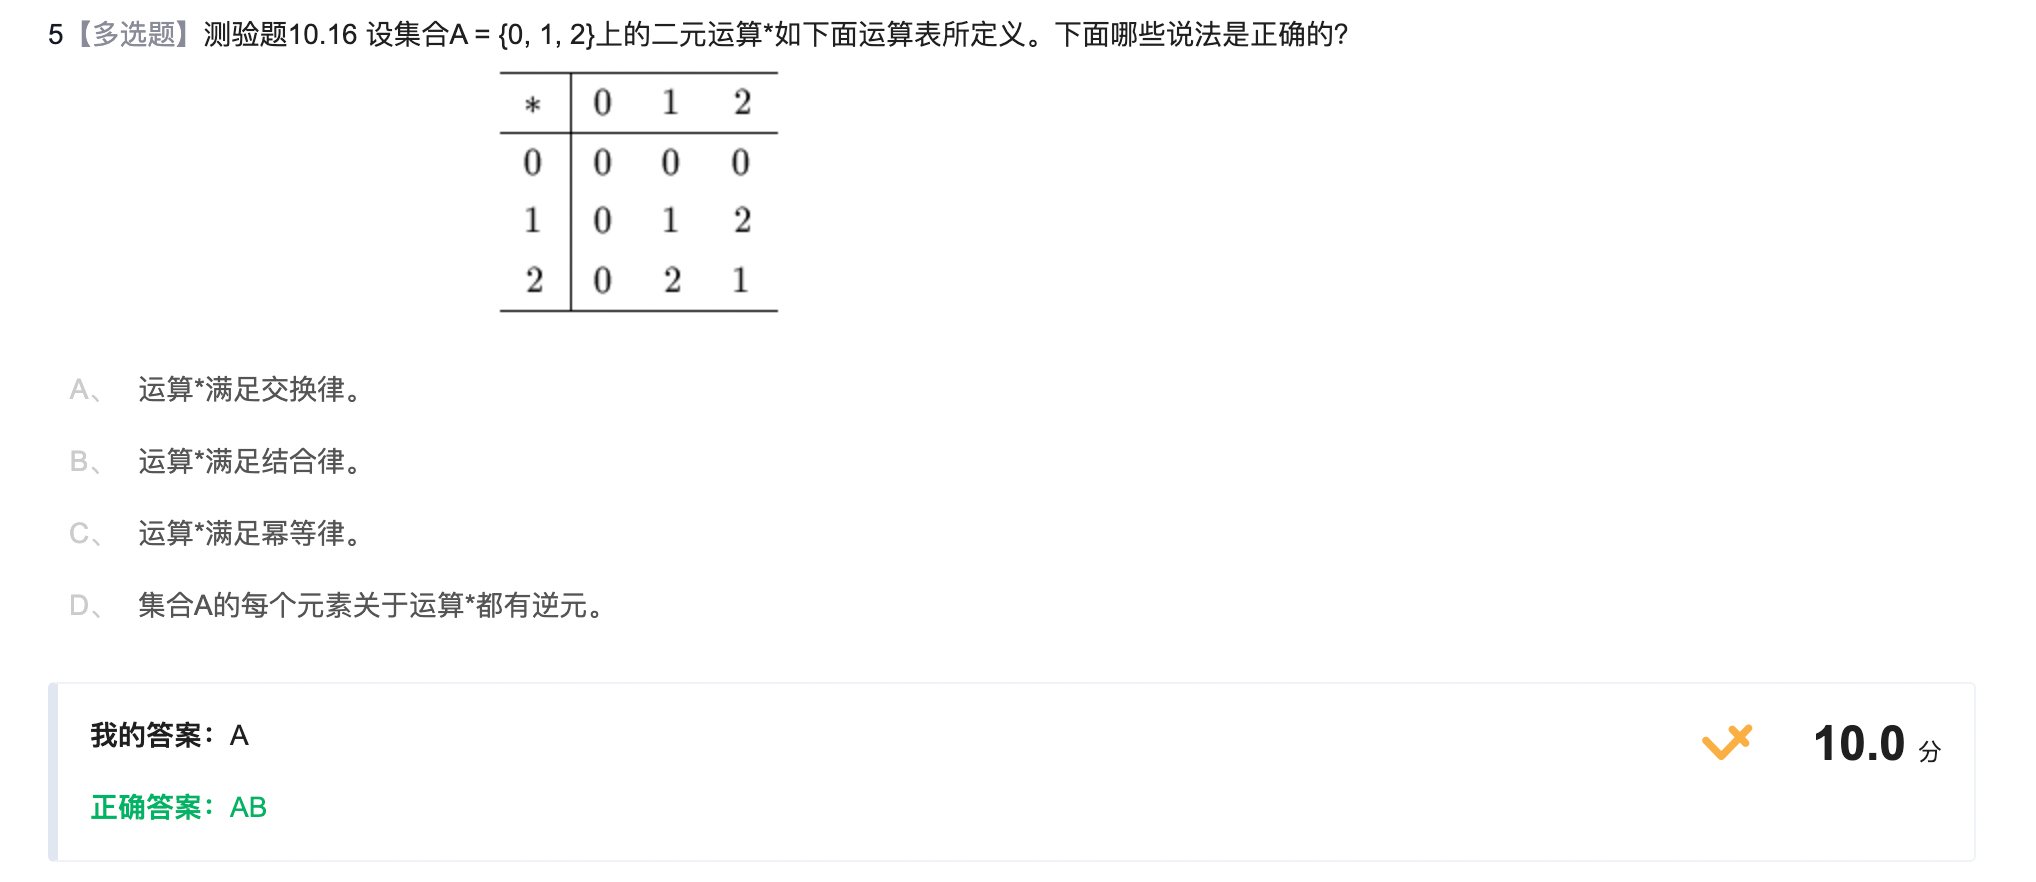 5【多选题】测验题10.16 设集合A = {0, 1, 2}上的二元运算*如下面运算表所定义。下面哪些说法是正确的?
* 0 1 2
0 0 0 0
1 0 1 2
2 0 2 1
A、 运算*满足交换律。
B、 运算*满足结合律。
C、 运算*满足幂等律。
D、 集合A的每个元素关于运算*都有逆元。
我的答案：A
10.0 分
正确答案：AB